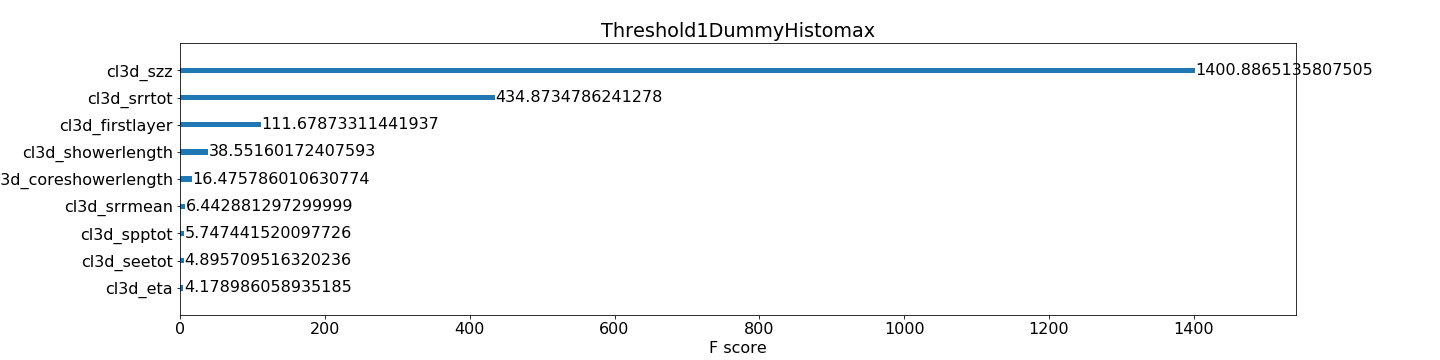 Threshold1DummyHistomax
cl3d_szz 1400.8865135807505
cl3d_srrtot 434.8734786241278
cl3d_firstlayer 111.67873311441937
cl3d_showerlength 38.55160172407593
3d_coreshowerlength 16.475786010630774
cl3d_srrmean 6.442881297299999
cl3d_spptot 5.747441520097726
cl3d_seetot 4.895709516320236
cl3d_eta 4.178986058935185
0 200 400 600 800 1000 1200 1400
F score